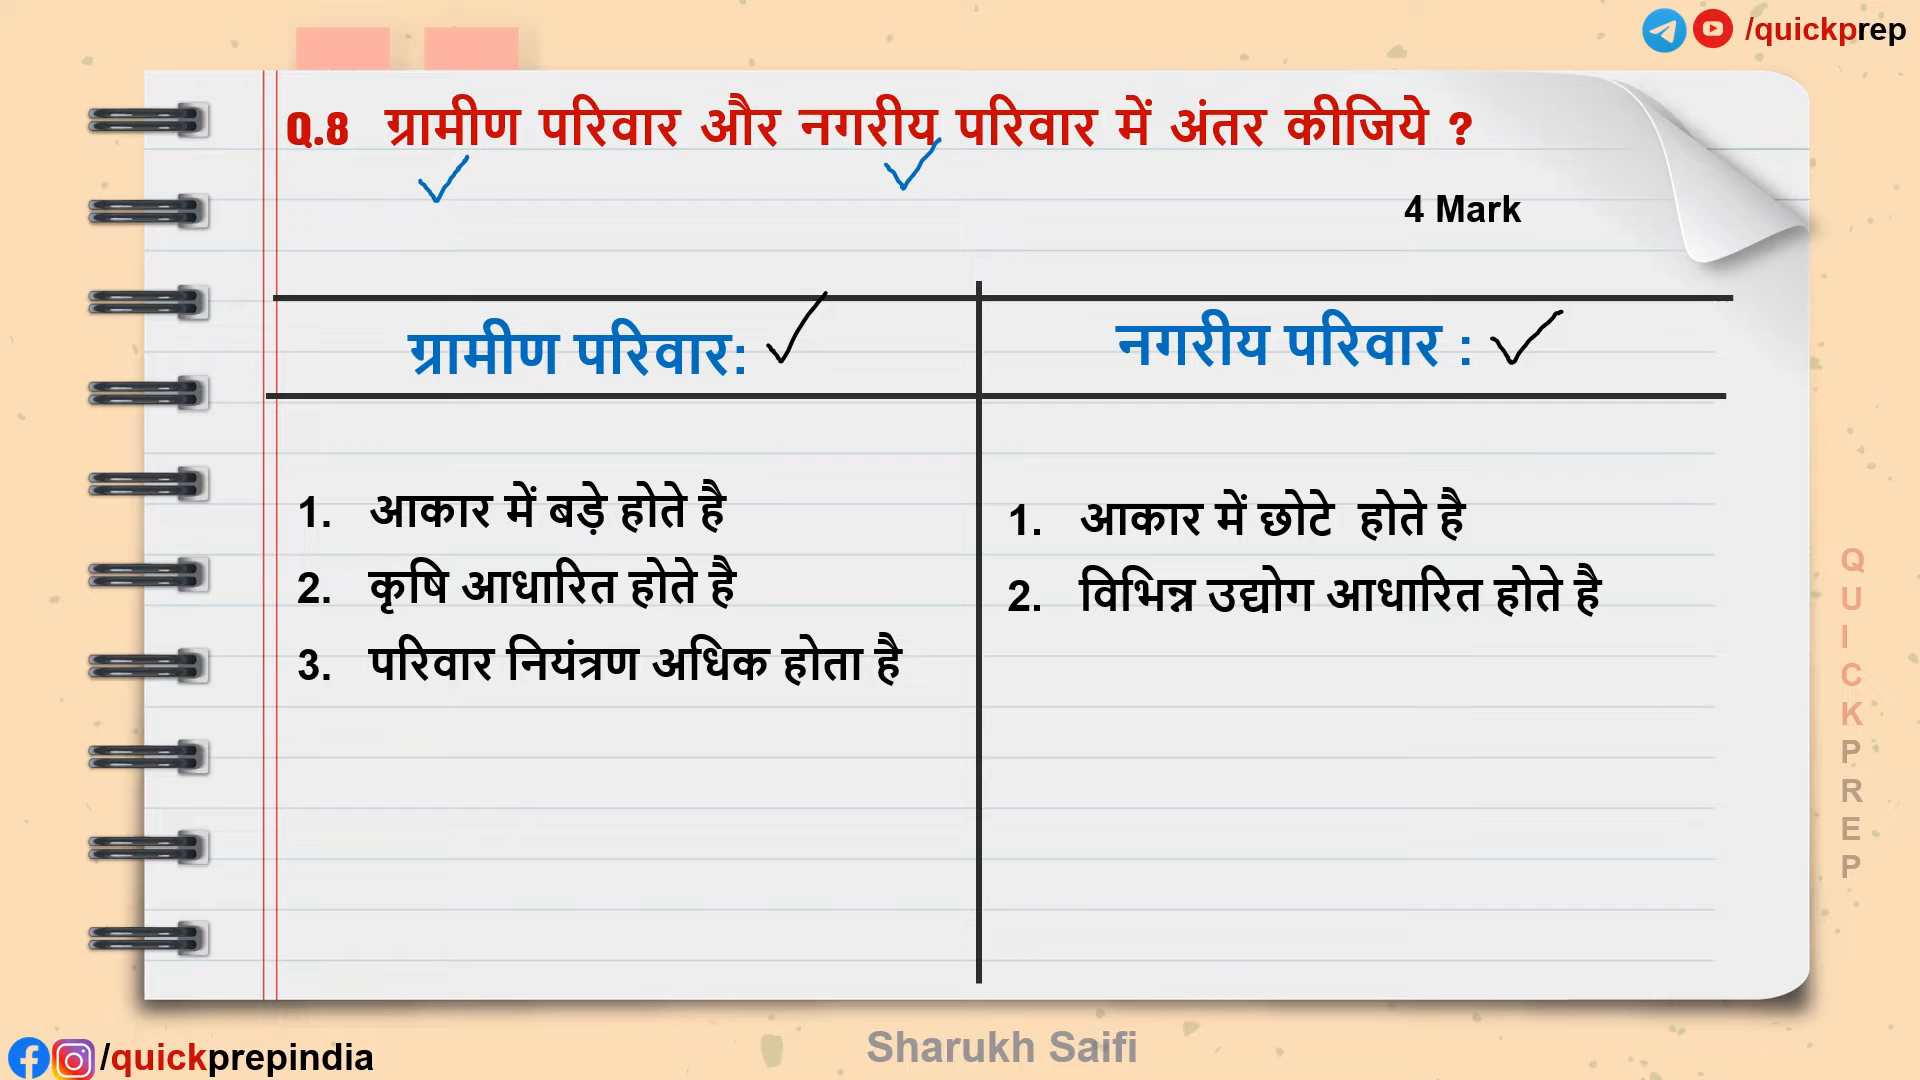 /quickprep
Q.8 ग्रामीण परिवार और नगरीय परिवार में अंतर कीजिये ?
4 Mark
ग्रामीण परिवार:
नगरीय परिवार :
1. आकार में बड़े होते है
2. कृषि आधारित होते है
3. परिवार नियंत्रण अधिक होता है
1. आकार में छोटे होते है
2. विभिन्न उद्योग आधारित होते है
QUICKPREP
/quickprepindia
Sharukh Saifi